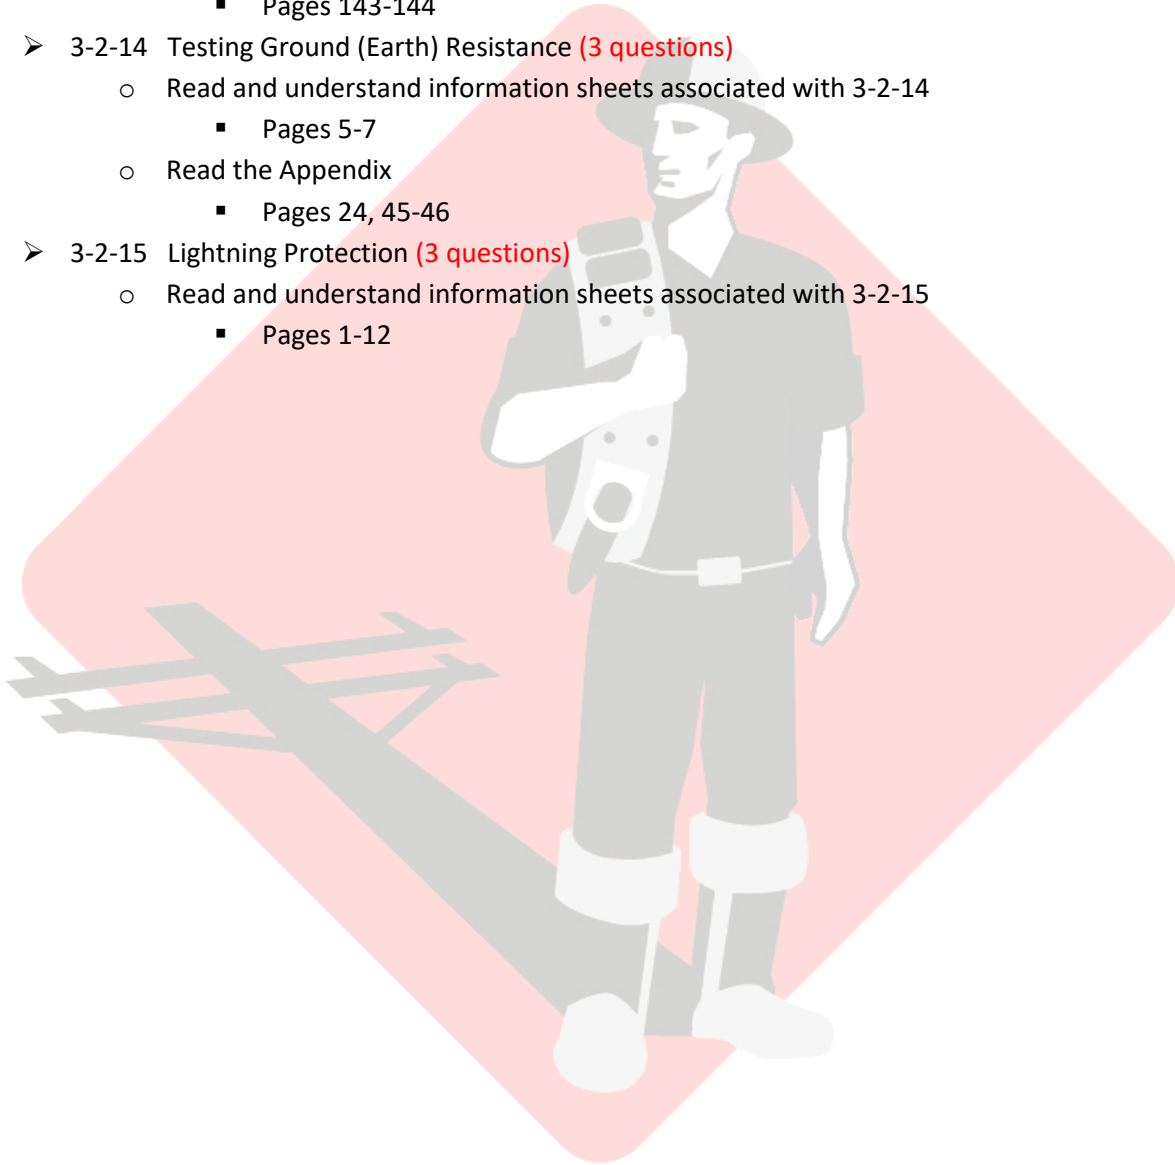 ▪ Pages 143-144
➢ 3-2-14 Testing Ground (Earth) Resistance (3 questions)
o Read and understand information sheets associated with 3-2-14
▪ Pages 5-7
o Read the Appendix
▪ Pages 24, 45-46
➢ 3-2-15 Lightning Protection (3 questions)
o Read and understand information sheets associated with 3-2-15
▪ Pages 1-12